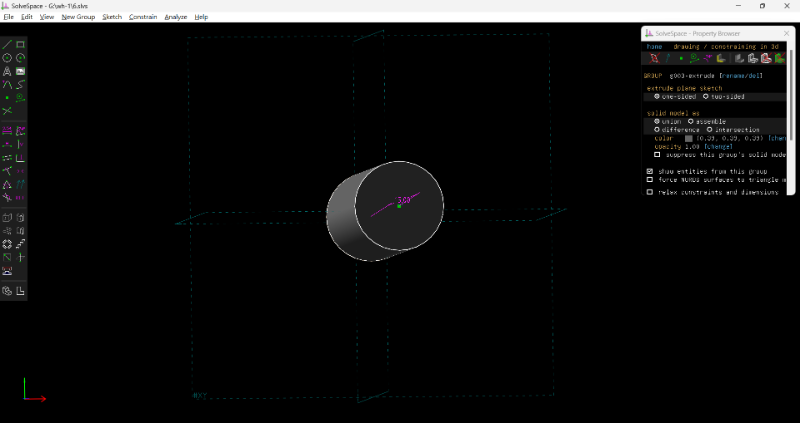 SolveSpace - G:\wh-1\6.slvs
File Edit View New Group Sketch Constrain Analyze Help
SolveSpace - Property Browser
home drawing / constraining in 3d
GROUP g003-extrude [rename/del]
extrude plane sketch
one-sided two-sided
solid model as
union assemble
difference intersection
color (0.39, 0.39, 0.39) [chan
opacity 1.00 [change]
suppress this group's solid mode
show entities from this group
force NURBS surfaces to triangle m
relax constraints and dimensions